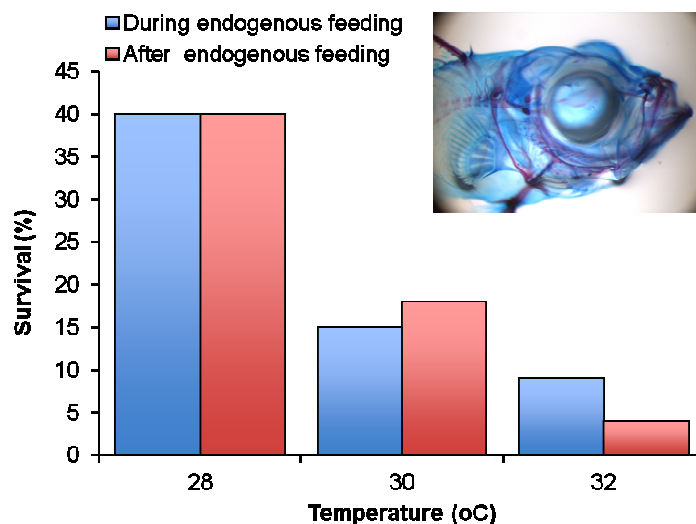 During endogenous feeding
After endogenous feeding
45
40
35
30
25
20
15
10
5
0
Survival (%)
28 30 32
Temperature (oC)